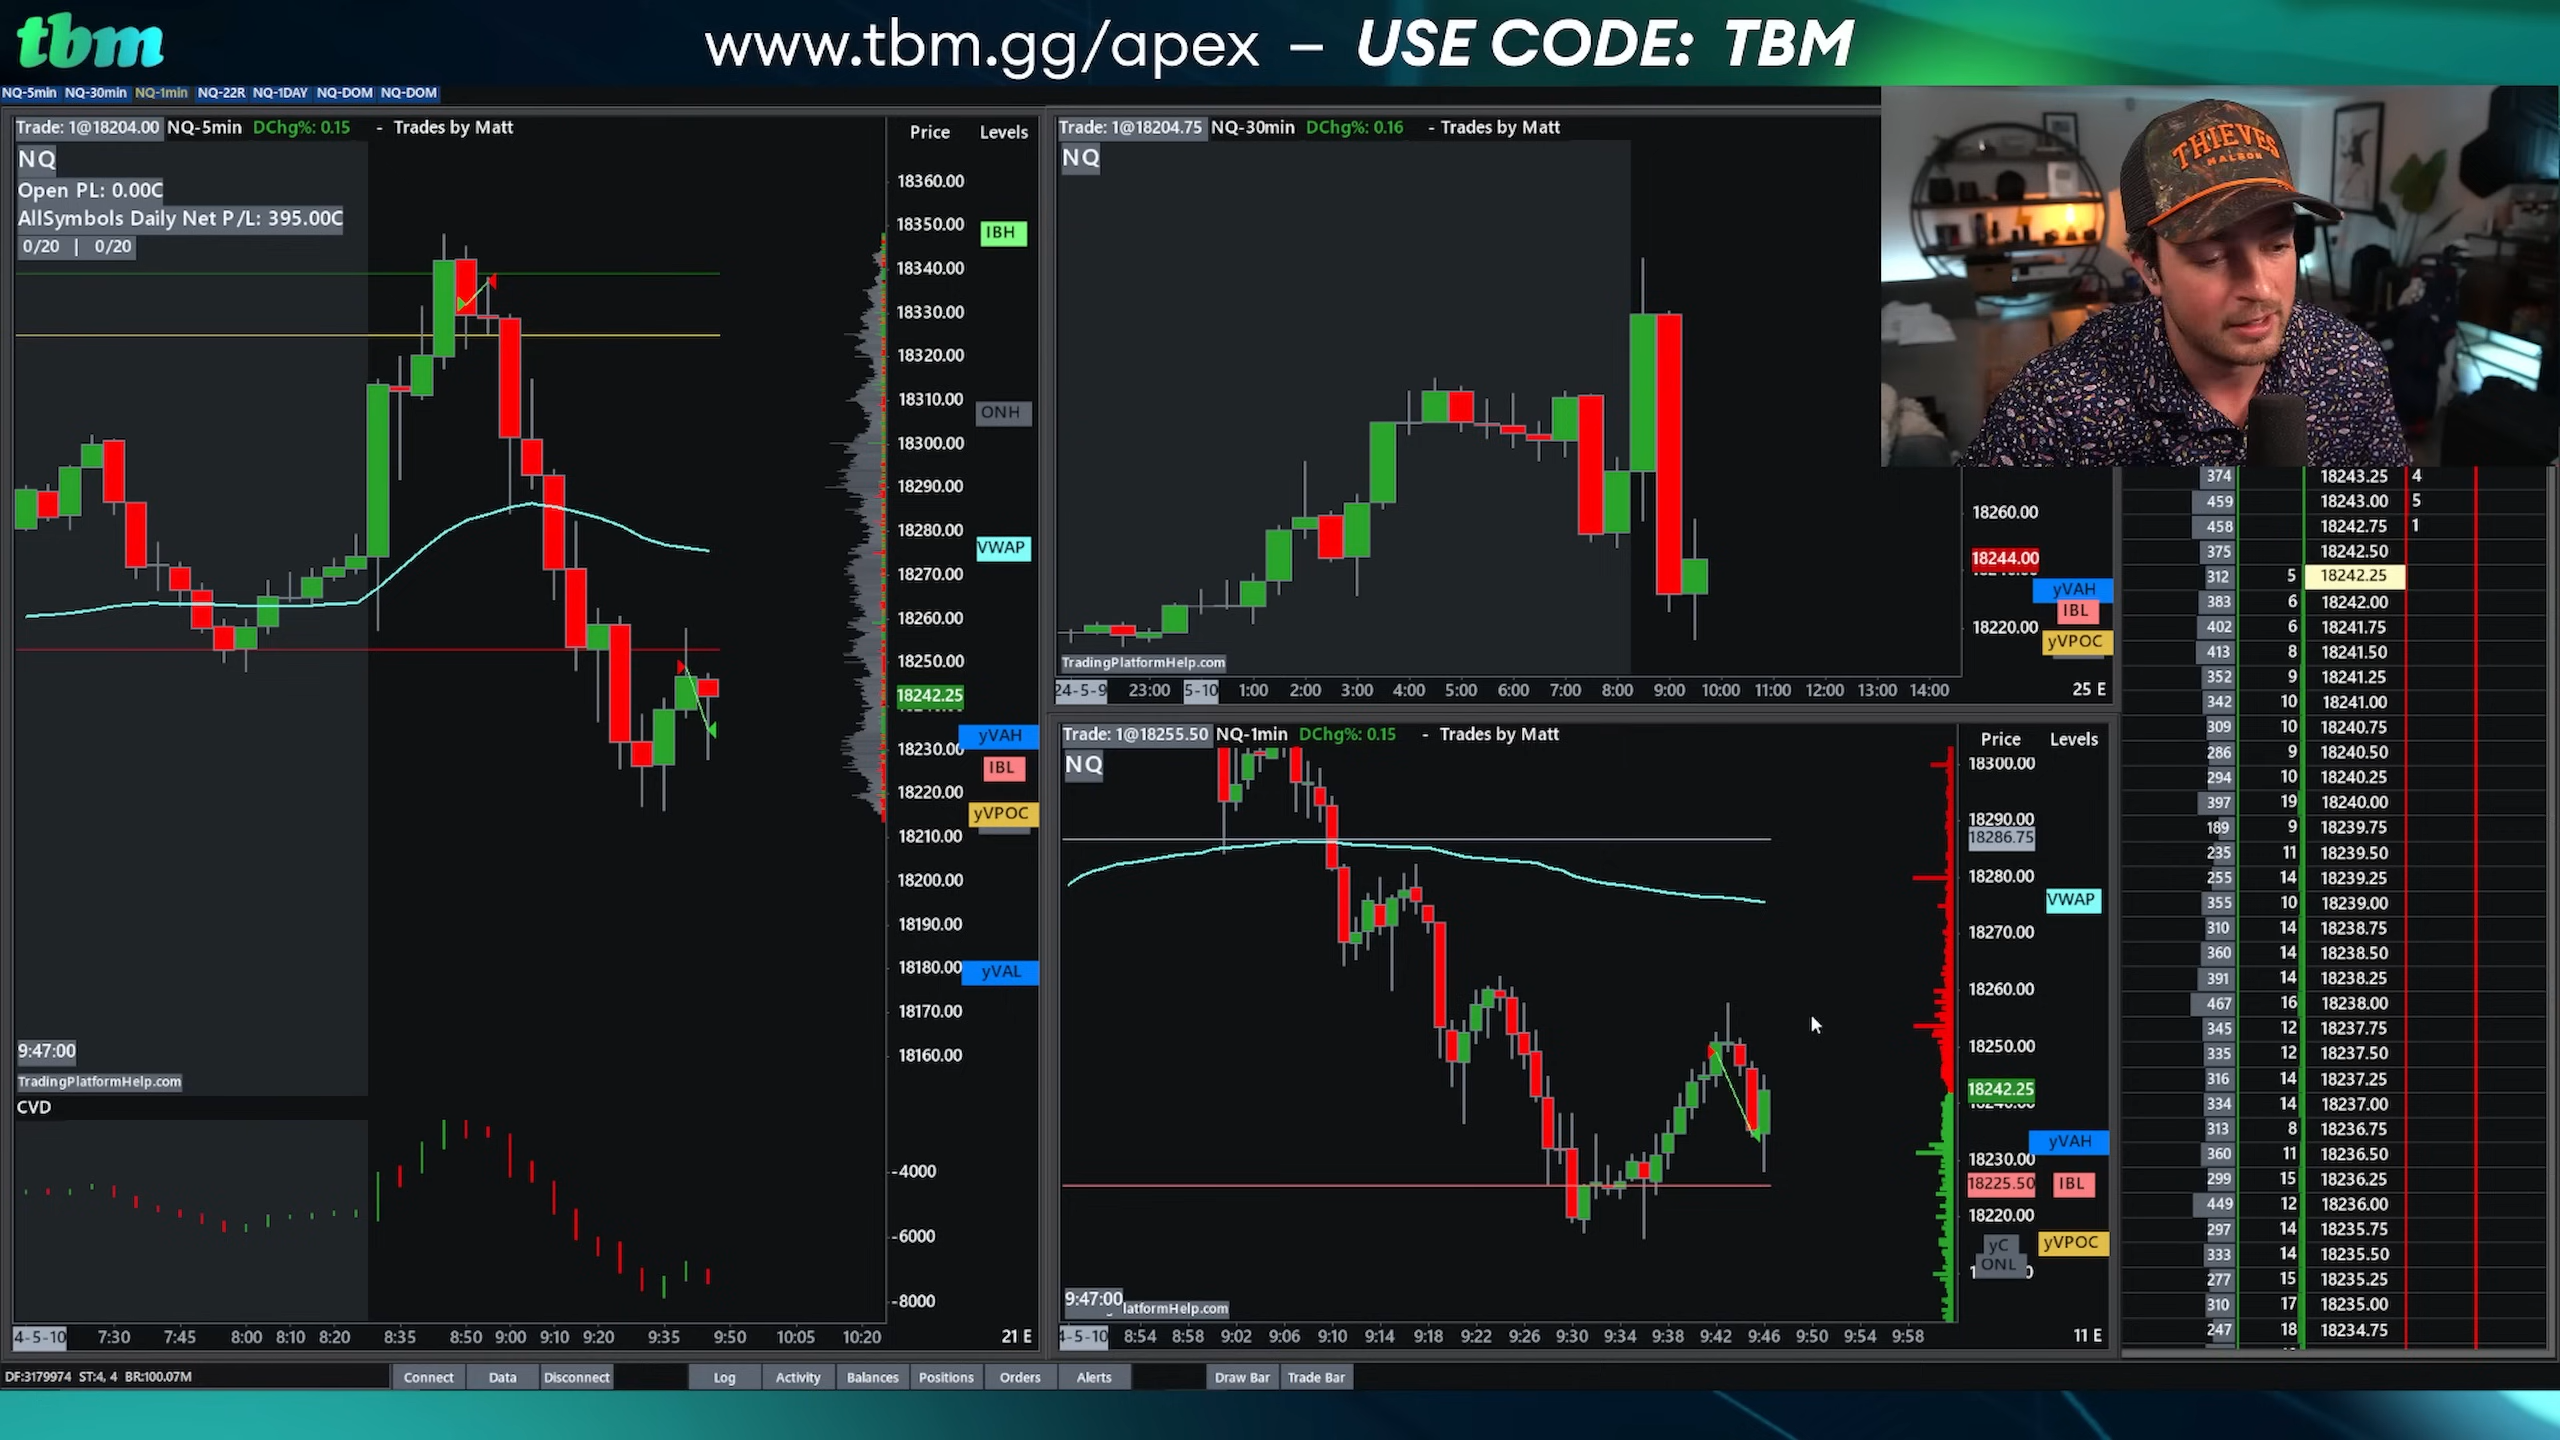 tbm
www.tbm.gg/apex – USE CODE: TBM
NQ-5min NQ-30min NQ-1min NQ-22R NQ-1DAY NQ-DOM NQ-DOM
Trade: 1@18204.00 NQ-5min DChg%: 0.15 - Trades by Matt
Price Levels
NQ
Open PL: 0.00C
AllSymbols Daily Net P/L: 395.00C
0/20 | 0/20
18360.00
18350.00
IBH
18340.00
18330.00
18320.00
18310.00
ONH
18300.00
18290.00
18280.00
VWAP
18270.00
18260.00
18250.00
18242.25
yVAH
18230.00
IBL
18220.00
yVPOC
18210.00
18200.00
18190.00
18180.00
yVAL
18170.00
18160.00
9:47:00
TradingPlatformHelp.com
CVD
-4000
-6000
-8000
4-5-10 7:30 7:45 8:00 8:10 8:20 8:35 8:50 9:00 9:10 9:20 9:35 9:50 10:05 10:20 21 E
Trade: 1@18204.75 NQ-30min DChg%: 0.16 - Trades by Matt
NQ
THIEVES
18260.00
18244.00
yVAH
IBL
18220.00
yVPOC
TradingPlatformHelp.com
24-5-9 23:00 5-10 1:00 2:00 3:00 4:00 5:00 6:00 7:00 8:00 9:00 10:00 11:00 12:00 13:00 14:00 25 E
Trade: 1@18255.50 NQ-1min DChg%: 0.15 - Trades by Matt
Price Levels
NQ
18300.00
18290.00
18286.75
18280.00
VWAP
18270.00
18260.00
18250.00
18242.25
yVAH
18230.00
18225.50 IBL
18220.00
yC
yVPOC
ONL
9:47:00
latformHelp.com
4-5-10 8:54 8:58 9:02 9:06 9:10 9:14 9:18 9:22 9:26 9:30 9:34 9:38 9:42 9:46 9:50 9:54 9:58 11 E
374 18243.25 4
459 18243.00 5
458 18242.75 1
375 18242.50
312 5 18242.25
383 6 18242.00
402 6 18241.75
413 8 18241.50
352 9 18241.25
342 10 18241.00
309 10 18240.75
286 9 18240.50
294 10 18240.25
397 19 18240.00
189 9 18239.75
235 11 18239.50
255 14 18239.25
355 10 18239.00
310 14 18238.75
360 14 18238.50
391 14 18238.25
467 16 18238.00
345 12 18237.75
335 12 18237.50
316 14 18237.25
334 14 18237.00
313 8 18236.75
360 11 18236.50
299 15 18236.25
449 12 18236.00
297 14 18235.75
333 14 18235.50
277 15 18235.25
310 17 18235.00
247 18 18234.75
DF:3179974 ST:4, 4 BR:100.07M
Connect Data Disconnect Log Activity Balances Positions Orders Alerts Draw Bar Trade Bar